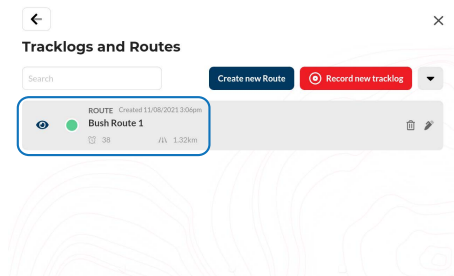 Tracklogs and Routes
Search
Create new Route
Record new tracklog
ROUTE Created 11/08/2021 3:06pm
Bush Route 1
38 1.32km